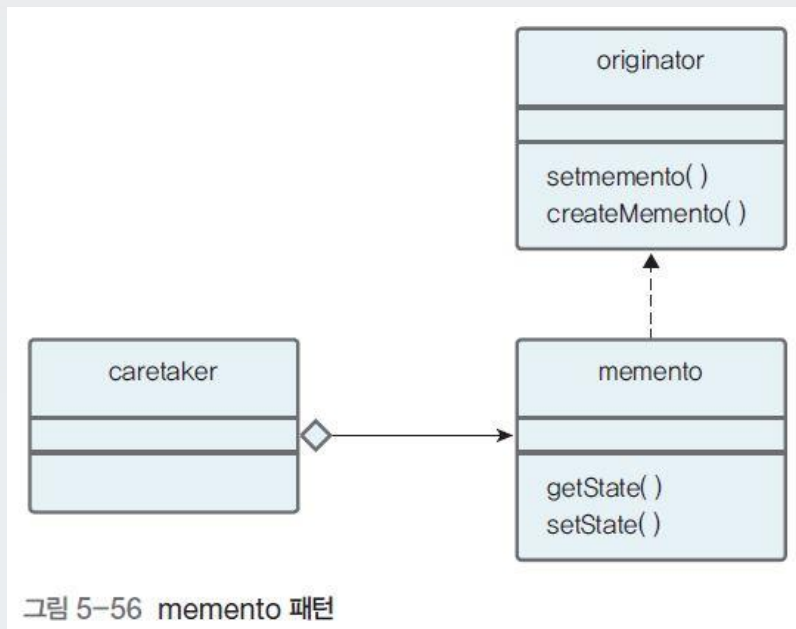 originator
setmemento( )
createMemento( )
caretaker
memento
getState( )
setState( )
그림 5-56 memento 패턴